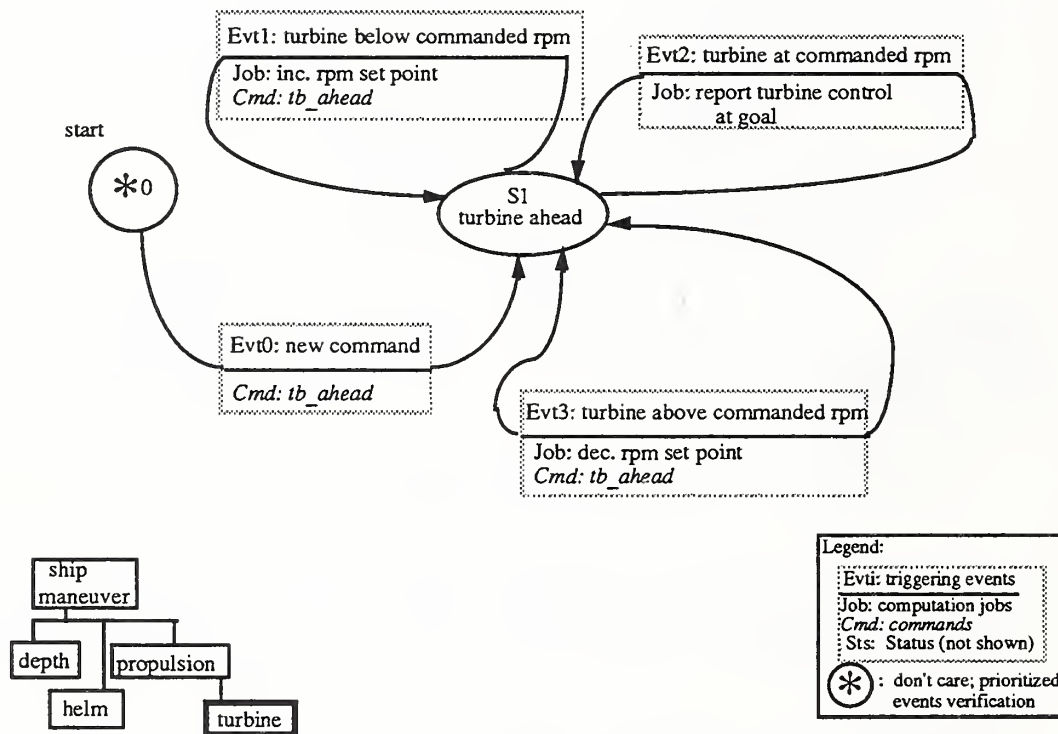 Evt1: turbine below commanded rpm
Job: inc. rpm set point
Cmd: tb_ahead
Evt2: turbine at commanded rpm
Job: report turbine control
at goal
start
*0
S1
turbine ahead
Evt0: new command
Cmd: tb_ahead
Evt3: turbine above commanded rpm
Job: dec. rpm set point
Cmd: tb_ahead
ship
maneuver
depth
propulsion
helm
turbine
Legend:
Evti: triggering events
Job: computation jobs
Cmd: commands
Sts: Status (not shown)
* : don't care; prioritized
events verification